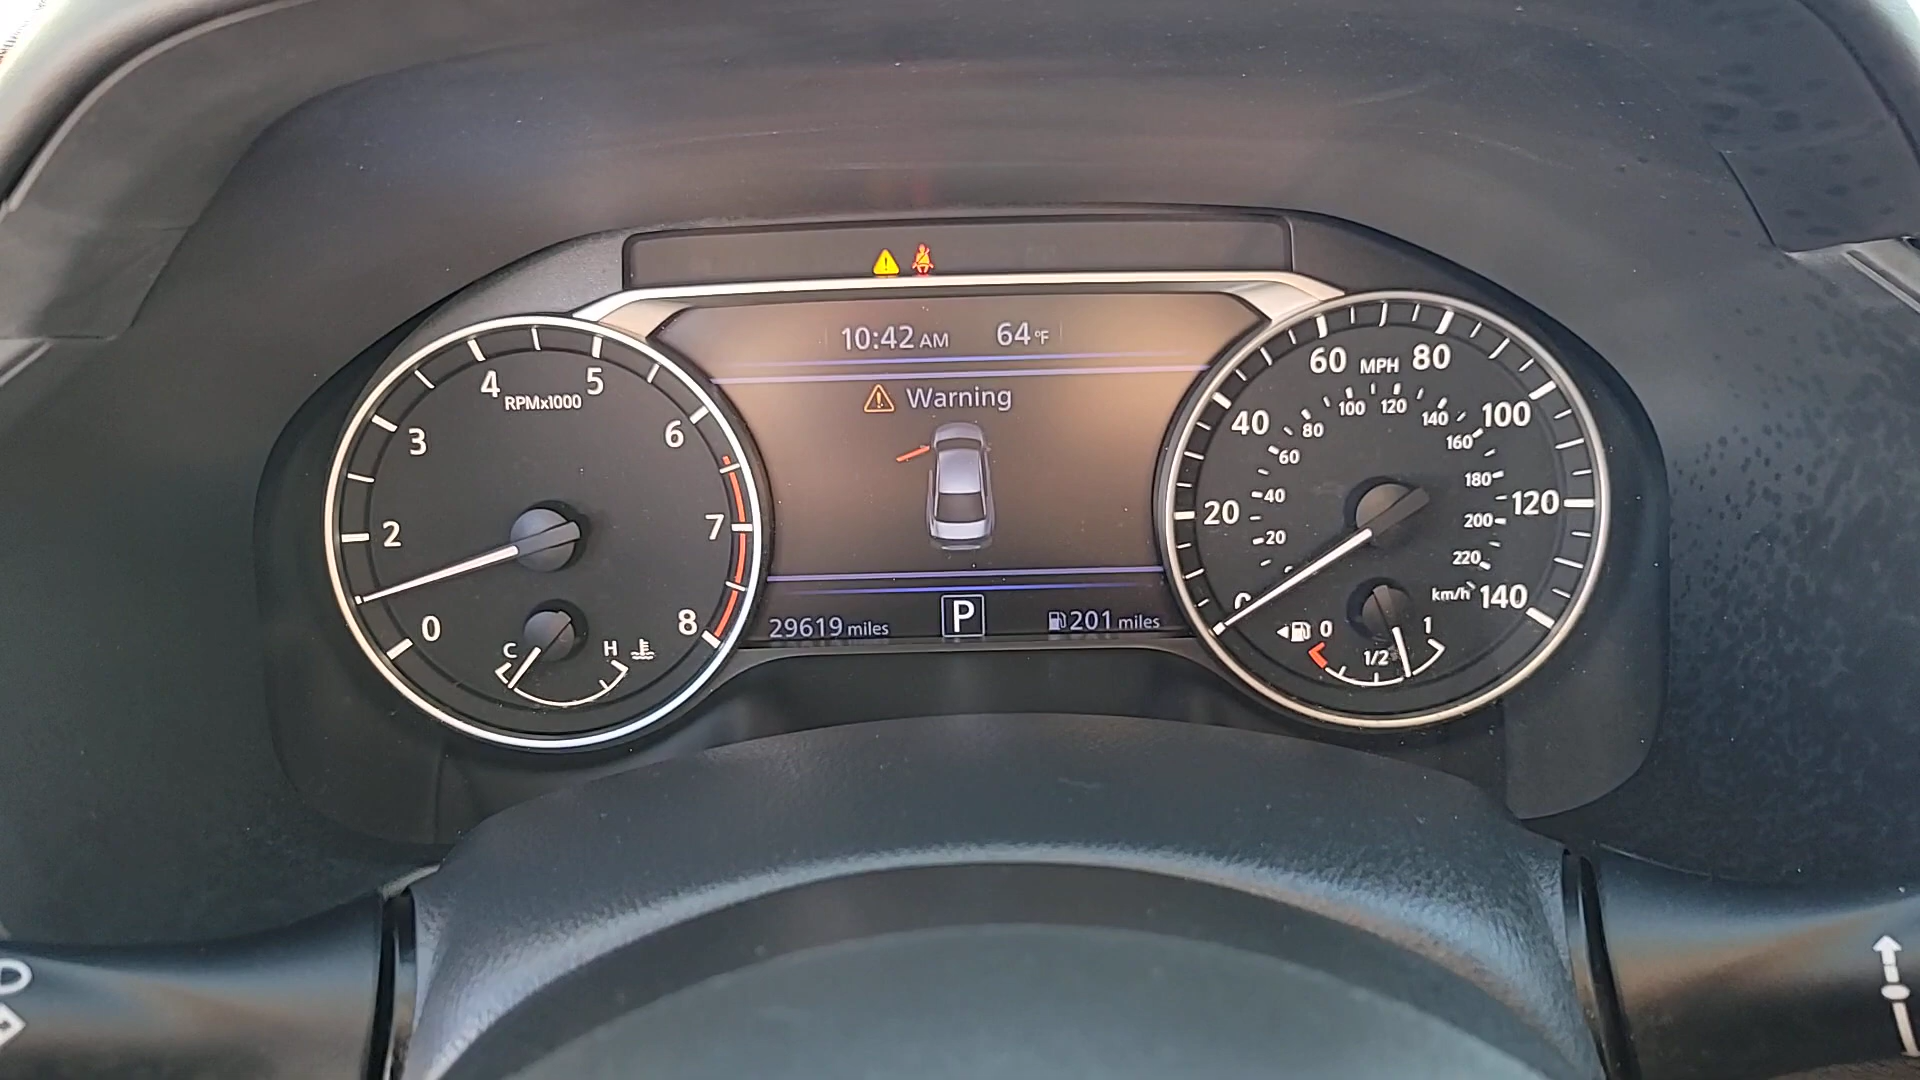 10:42 AM 64°F
Warning
4 RPMx1000 5
3 6
2 7
0 8
C H
60 MPH 80
40 100
20 120
140
80 100 120 140
60 160
40 180
20 200
220
km/h
0 1/2 1
29619 miles P 201 miles